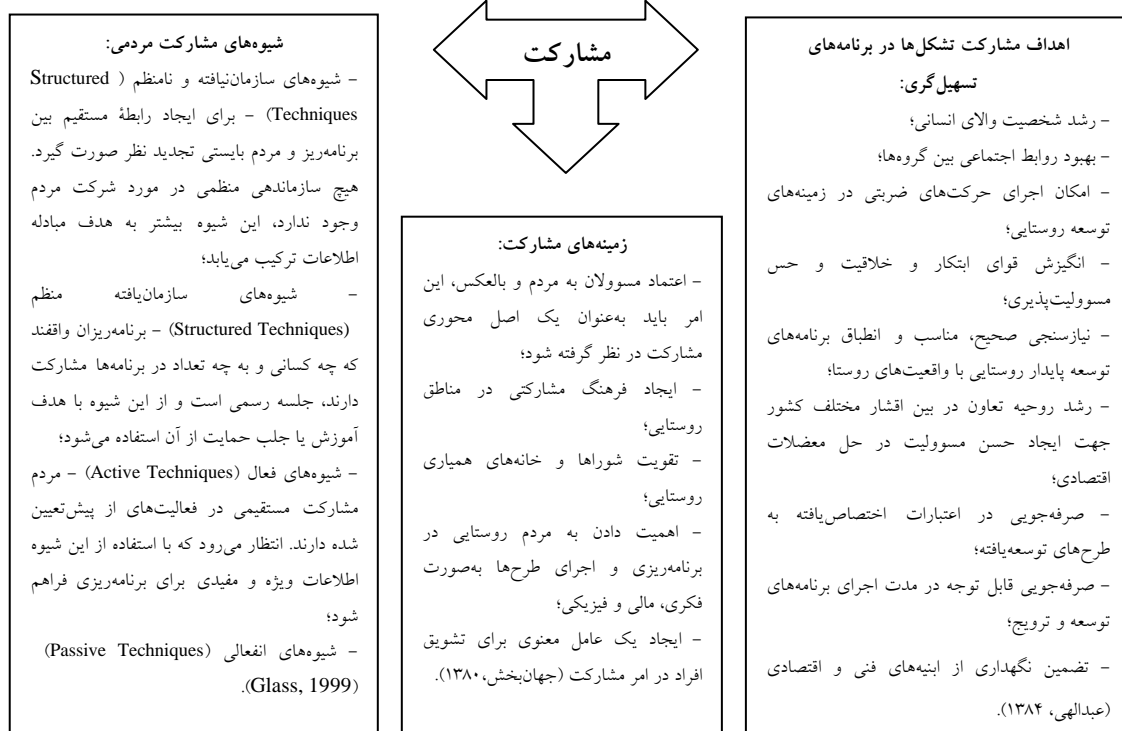 مشارکت
اهداف مشارکت تشکل‌ها در برنامه‌های
تسهیل‌گری:
- رشد شخصیت والای انسانی؛
- بهبود روابط اجتماعی بین گروه‌ها؛
- امکان اجرای حرکت‌های ضربتی در زمینه‌های
توسعه روستایی؛
- انگیزش قوای ابتکار و خلاقیت و حس
مسوولیت‌پذیری؛
- نیازسنجی صحیح، مناسب و انطباق برنامه‌های
توسعه پایدار روستایی با واقعیت‌های روستا؛
- رشد روحیه تعاون در بین اقشار مختلف کشور
جهت ایجاد حسن مسوولیت در حل معضلات
اقتصادی؛
- صرفه‌جویی در اعتبارات اختصاص‌یافته به
طرح‌های توسعه‌یافته؛
- صرفه‌جویی قابل توجه در مدت اجرای برنامه‌های
توسعه و ترویج؛
- تضمین نگهداری از ابنیه‌های فنی و اقتصادی
(عبدالهی، ۱۳۸۴).
زمینه‌های مشارکت:
- اعتماد مسوولان به مردم و بالعکس، این
امر باید به‌عنوان یک اصل محوری
مشارکت در نظر گرفته شود؛
- ایجاد فرهنگ مشارکتی در مناطق
روستایی؛
- تقویت شوراها و خانه‌های همیاری
روستایی؛
- اهمیت دادن به مردم روستایی در
برنامه‌ریزی و اجرای طرح‌ها به‌صورت
فکری، مالی و فیزیکی؛
- ایجاد یک عامل معنوی برای تشویق
افراد در امر مشارکت (جهان‌بخش، ۱۳۸۰).
شیوه‌های مشارکت مردمی:
- شیوه‌های سازمان‌نیافته و نامنظم ( Structured
Techniques) - برای ایجاد رابطهٔ مستقیم بین
برنامه‌ریز و مردم بایستی تجدید نظر صورت گیرد.
هیچ سازماندهی منظمی در مورد شرکت مردم
وجود ندارد، این شیوه بیشتر به هدف مبادله
اطلاعات ترکیب می‌یابد؛
- شیوه‌های سازمان‌یافته منظم
(Structured Techniques) - برنامه‌ریزان واقفند
که چه کسانی و به چه تعداد در برنامه‌ها مشارکت
دارند، جلسه رسمی است و از این شیوه با هدف
آموزش یا جلب حمایت از آن استفاده می‌شود؛
- شیوه‌های فعال (Active Techniques) - مردم
مشارکت مستقیمی در فعالیت‌های از پیش‌تعیین
شده دارند. انتظار می‌رود که با استفاده از این شیوه
اطلاعات ویژه و مفیدی برای برنامه‌ریزی فراهم
شود؛
- شیوه‌های انفعالی (Passive Techniques)
(Glass, 1999).